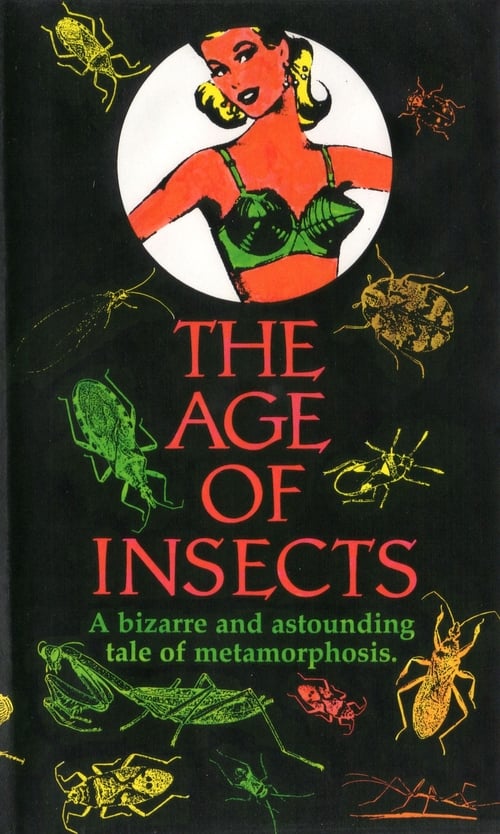 THE
AGE
OF
INSECTS
A bizarre and astounding
tale of metamorphosis.